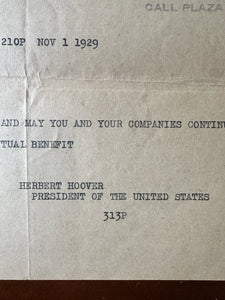 CALL PLAZA
210P NOV 1 1929
AND MAY YOU AND YOUR COMPANIES CONTINU
TUAL BENEFIT
HERBERT HOOVER
PRESIDENT OF THE UNITED STATES
313P